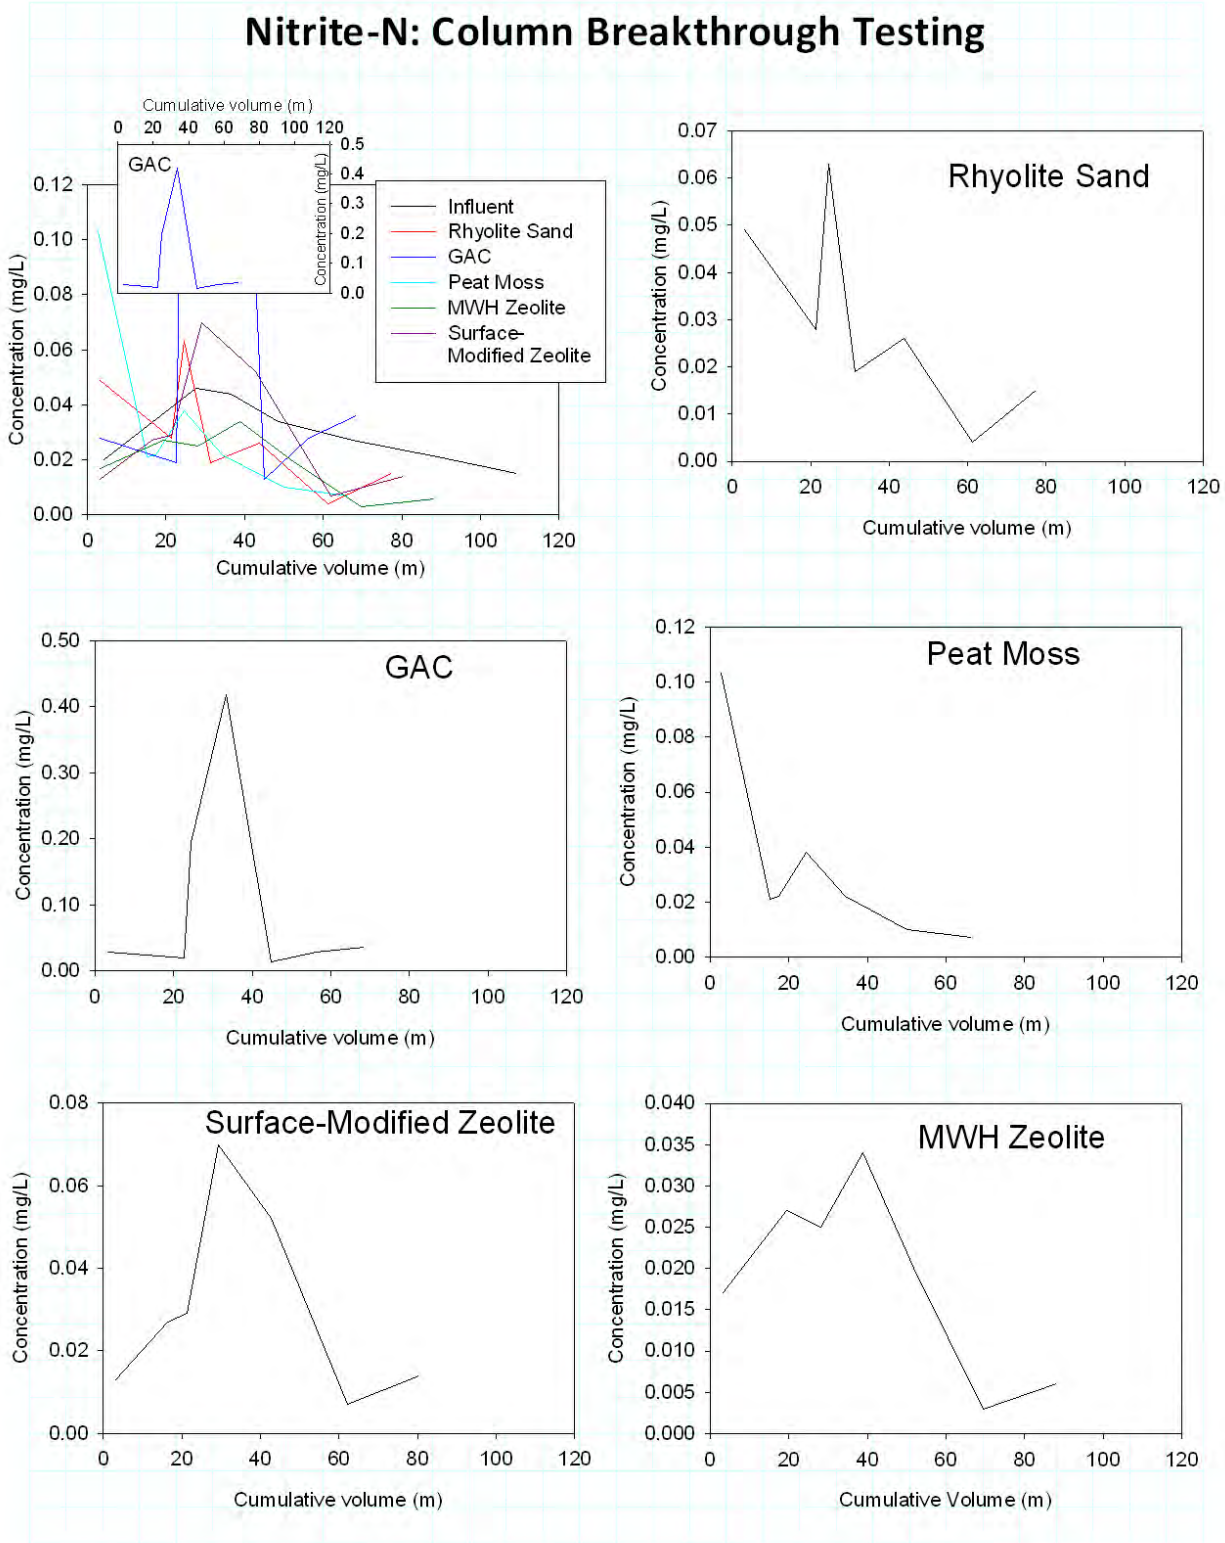 Nitrite-N: Column Breakthrough Testing
Cumulative volume (m)
0 20 40 60 80 100 120
GAC
0.5
0.4
0.3
0.2
0.1
0.0
Concentration (mg/L)
0.12
0.10
0.08
0.06
0.04
0.02
0.00
Concentration (mg/L)
0 20 40 60 80 100 120
Cumulative volume (m)
Influent
Rhyolite Sand
GAC
Peat Moss
MWH Zeolite
Surface-
Modified Zeolite
Rhyolite Sand
0.07
0.06
0.05
0.04
0.03
0.02
0.01
0.00
Concentration (mg/L)
0 20 40 60 80 100 120
Cumulative volume (m)
GAC
0.50
0.40
0.30
0.20
0.10
0.00
Concentration (mg/L)
0 20 40 60 80 100 120
Cumulative volume (m)
Peat Moss
0.12
0.10
0.08
0.06
0.04
0.02
0.00
Concentration (mg/L)
0 20 40 60 80 100 120
Cumulative volume (m)
Surface-Modified Zeolite
0.08
0.06
0.04
0.02
0.00
Concentration (mg/L)
0 20 40 60 80 100 120
Cumulative volume (m)
MWH Zeolite
0.040
0.035
0.030
0.025
0.020
0.015
0.010
0.005
0.000
Concentration (mg/L)
0 20 40 60 80 100 120
Cumulative Volume (m)